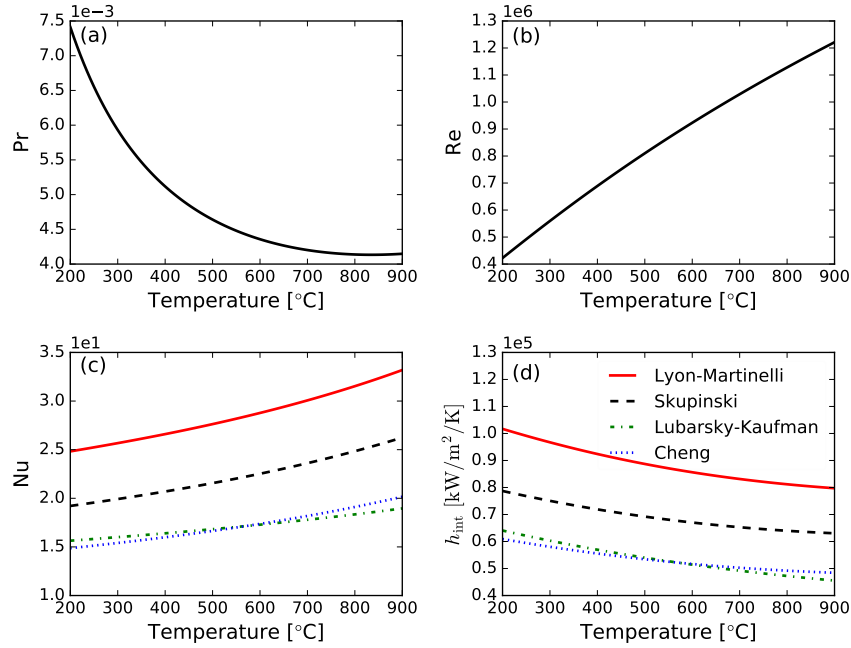 1e−3
(a)
7.5
7.0
6.5
6.0
5.5
5.0
4.5
4.0
Pr
200 300 400 500 600 700 800 900
Temperature [°C]
1e6
(b)
1.3
1.2
1.1
1.0
0.9
0.8
0.7
0.6
0.5
0.4
Re
200 300 400 500 600 700 800 900
Temperature [°C]
1e1
(c)
3.5
3.0
2.5
2.0
1.5
1.0
Nu
200 300 400 500 600 700 800 900
Temperature [°C]
1e5
(d)
1.3
1.2
1.1
1.0
0.9
0.8
0.7
0.6
0.5
0.4
h_int [kW/m²/K]
Lyon-Martinelli
Skupinski
Lubarsky-Kaufman
Cheng
200 300 400 500 600 700 800 900
Temperature [°C]